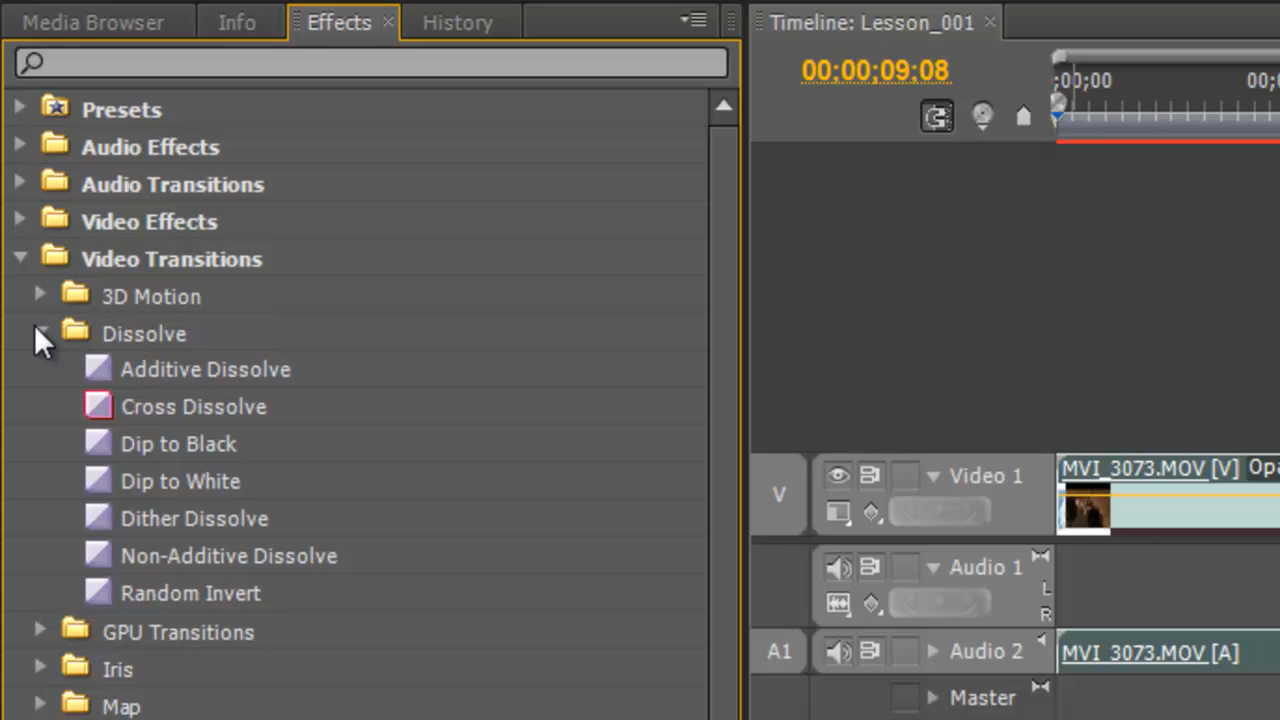 Media Browser Info Effects × History
Timeline: Lesson_001 ×
00;00;09;08
;00;00 00;
Presets
Audio Effects
Audio Transitions
Video Effects
Video Transitions
3D Motion
Dissolve
Additive Dissolve
Cross Dissolve
Dip to Black
Dip to White
Dither Dissolve
Non-Additive Dissolve
Random Invert
GPU Transitions
Iris
Map
V Video 1 MVI_3073.MOV [V] Opa
Audio 1
L
R
A1 Audio 2 MVI_3073.MOV [A]
Master